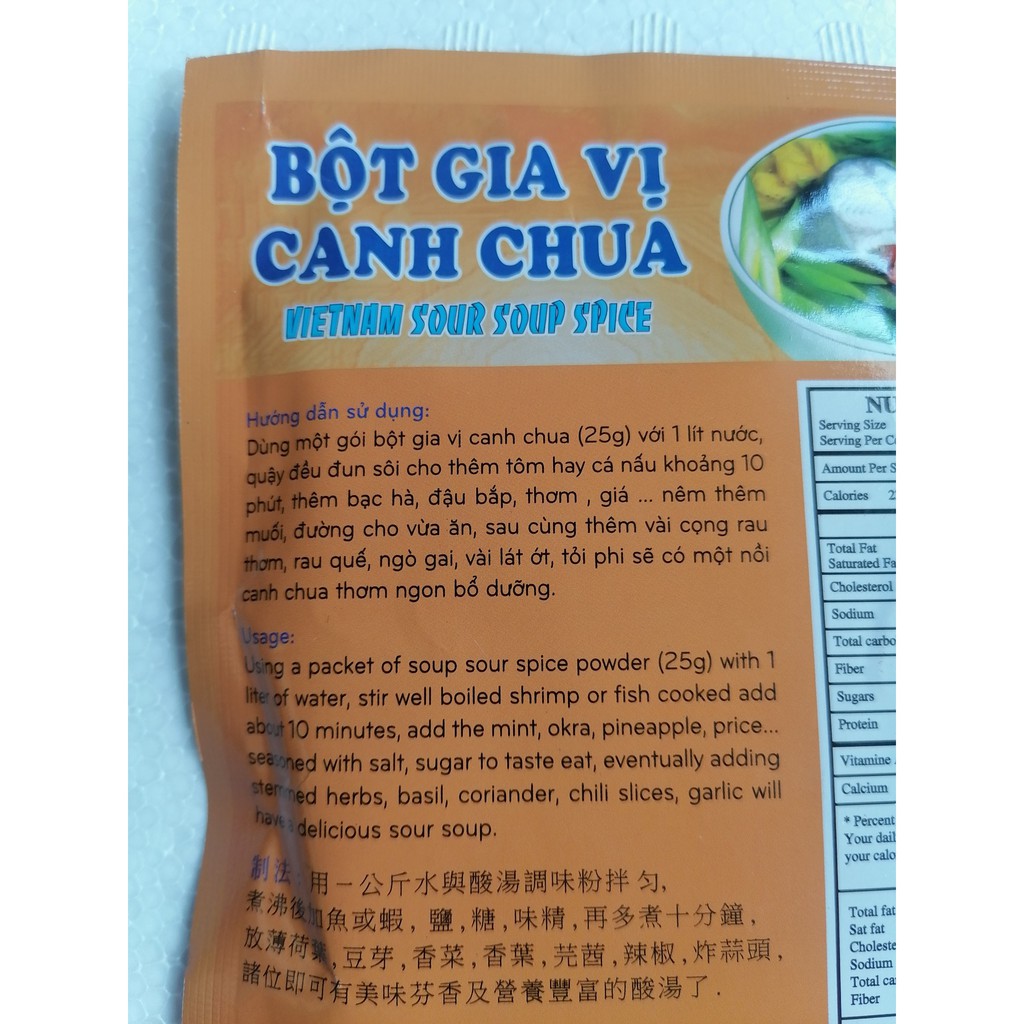 BỘT GIA VỊ
CANH CHUA
VIETNAM SOUR SOUP SPICE
Hướng dẫn sử dụng:
Dùng một gói bột gia vị canh chua (25g) với 1 lít nước,
quậy đều đun sôi cho thêm tôm hay cá nấu khoảng 10
phút, thêm bạc hà, đậu bắp, thơm , giá ... nêm thêm
muối, đường cho vừa ăn, sau cùng thêm vài cọng rau
thơm, rau quế, ngò gai, vài lát ớt, tỏi phi sẽ có một nồi
canh chua thơm ngon bổ dưỡng.
Usage:
Using a packet of soup sour spice powder (25g) with 1
liter of water, stir well boiled shrimp or fish cooked add
about 10 minutes, add the mint, okra, pineapple, price...
seasoned with salt, sugar to taste eat, eventually adding
stemmed herbs, basil, coriander, chili slices, garlic will
have a delicious sour soup.
制法: 用一公斤水與酸湯調味粉拌匀,
煮沸後加魚或蝦, 鹽, 糖, 味精, 再多煮十分鐘,
放薄荷葉, 豆芽, 香菜, 香葉, 芫茜, 辣椒, 炸蒜頭,
諸位即可有美味芬香及營養豐富的酸湯了.
Serving Size
Serving Per
Amount Per
Calories
Total Fat
Saturated
Cholesterol
Sodium
Total
Fiber
Sugars
Protein
Vitamine
Calcium
* Percent
Your
your
Total fat
Sat fat
Sodium
Total
Fiber